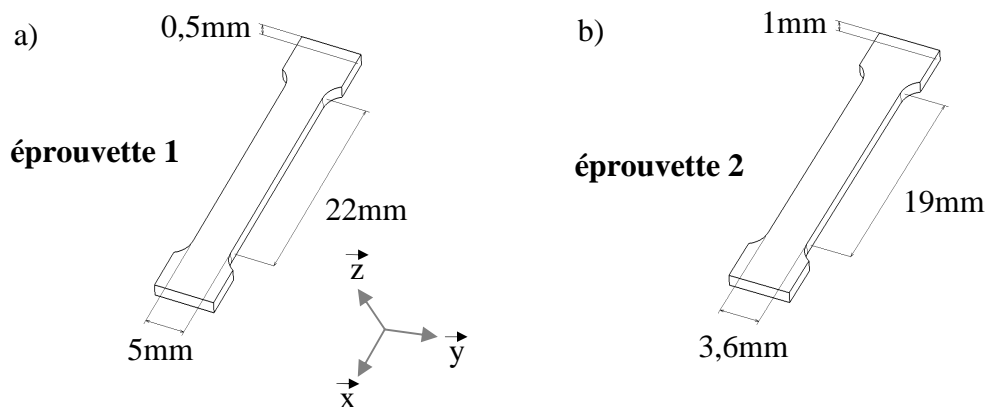 a)
0,5mm
éprouvette 1
22mm
5mm
z
y
x
b)
1mm
éprouvette 2
19mm
3,6mm